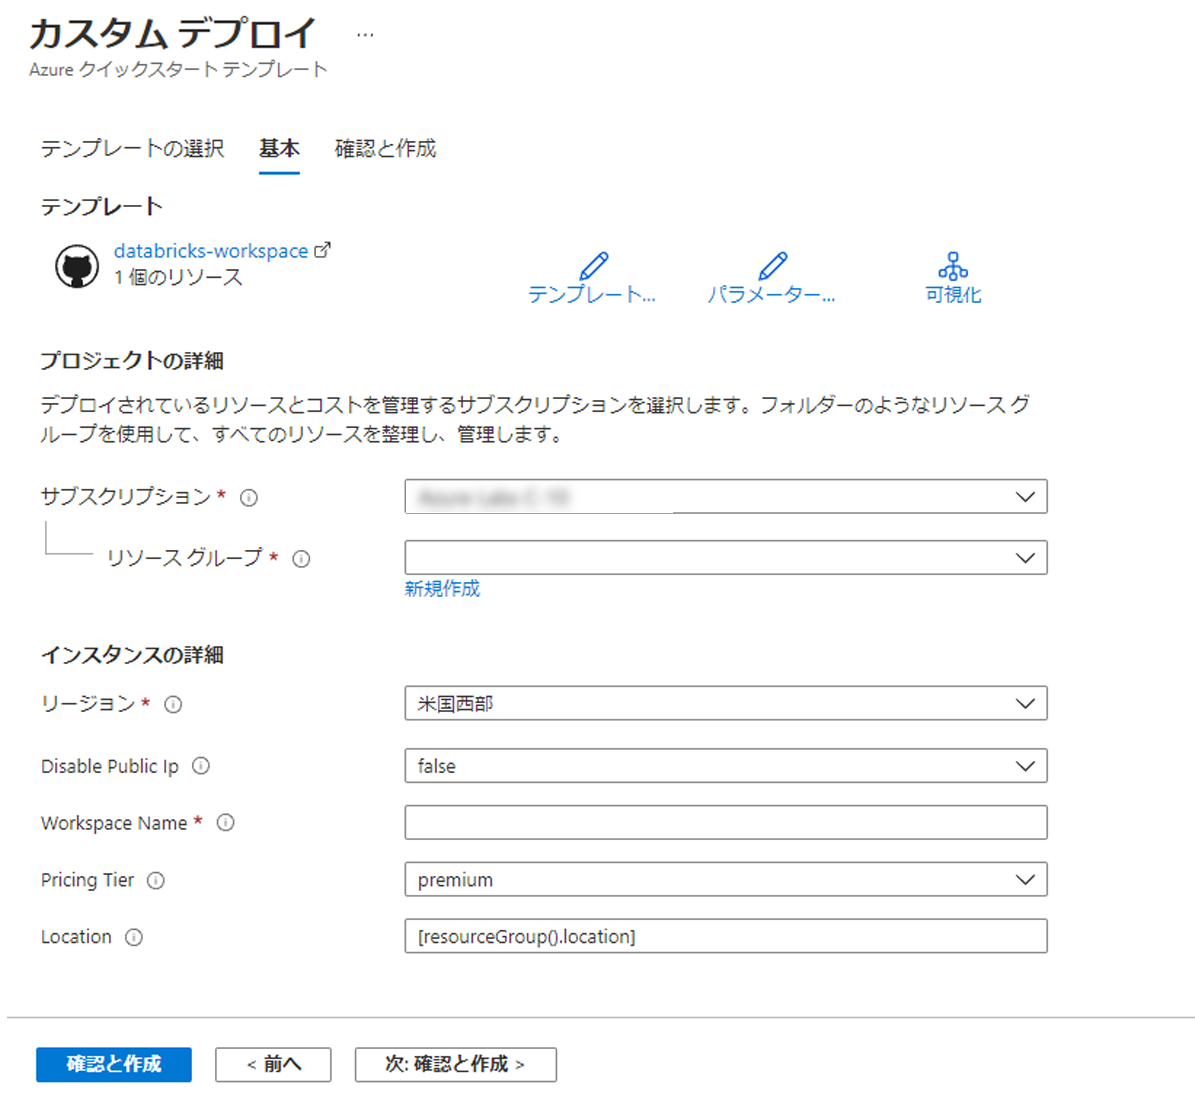 カスタム デプロイ ...
Azure クイックスタート テンプレート
テンプレートの選択 基本 確認と作成
テンプレート
databricks-workspace
1 個のリソース
テンプレート... パラメーター... 可視化
プロジェクトの詳細
デプロイされているリソースとコストを管理するサブスクリプションを選択します。フォルダーのようなリソース グ
ループを使用して、すべてのリソースを整理し、管理します。
サブスクリプション *
リソース グループ *
新規作成
インスタンスの詳細
リージョン * 米国西部
Disable Public Ip false
Workspace Name *
Pricing Tier premium
Location [resourceGroup().location]
確認と作成 < 前へ 次: 確認と作成 >